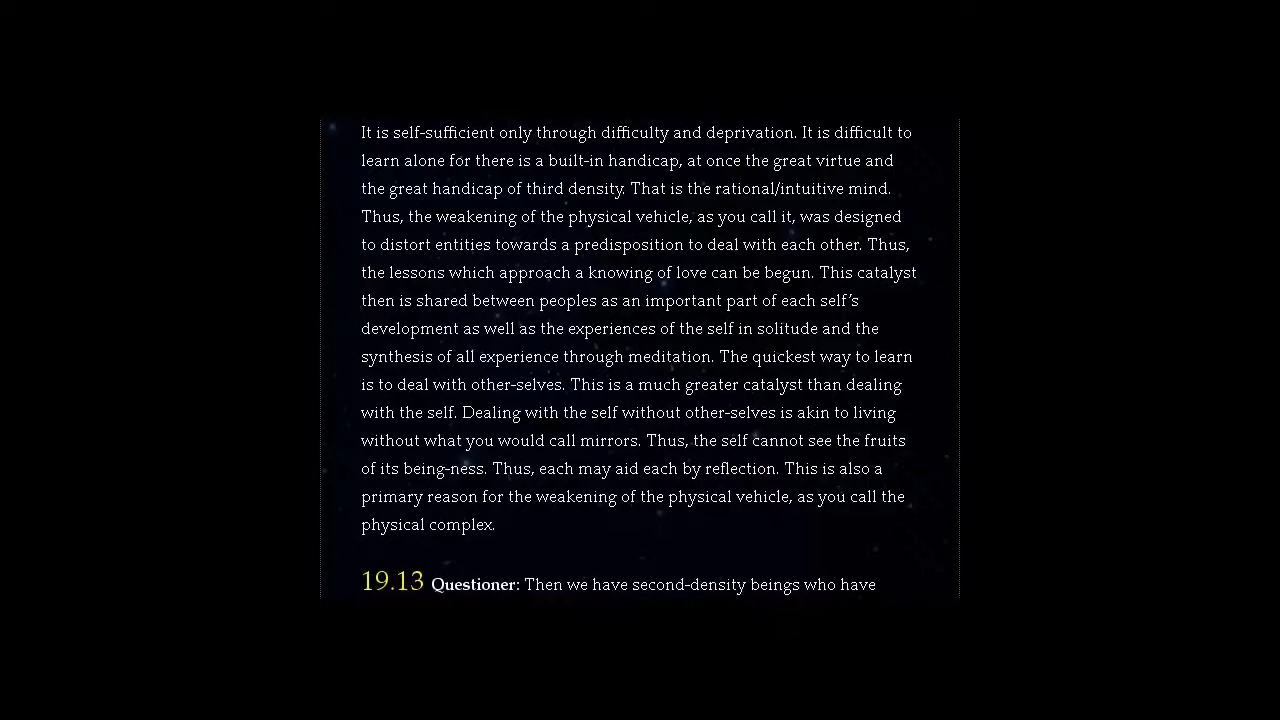 It is self-sufficient only through difficulty and deprivation. It is difficult to
learn alone for there is a built-in handicap, at once the great virtue and
the great handicap of third density. That is the rational/intuitive mind.
Thus, the weakening of the physical vehicle, as you call it, was designed
to distort entities towards a predisposition to deal with each other. Thus,
the lessons which approach a knowing of love can be begun. This catalyst
then is shared between peoples as an important part of each self’s
development as well as the experiences of the self in solitude and the
synthesis of all experience through meditation. The quickest way to learn
is to deal with other-selves. This is a much greater catalyst than dealing
with the self. Dealing with the self without other-selves is akin to living
without what you would call mirrors. Thus, the self cannot see the fruits
of its being-ness. Thus, each may aid each by reflection. This is also a
primary reason for the weakening of the physical vehicle, as you call the
physical complex.
19.13 Questioner: Then we have second-density beings who have